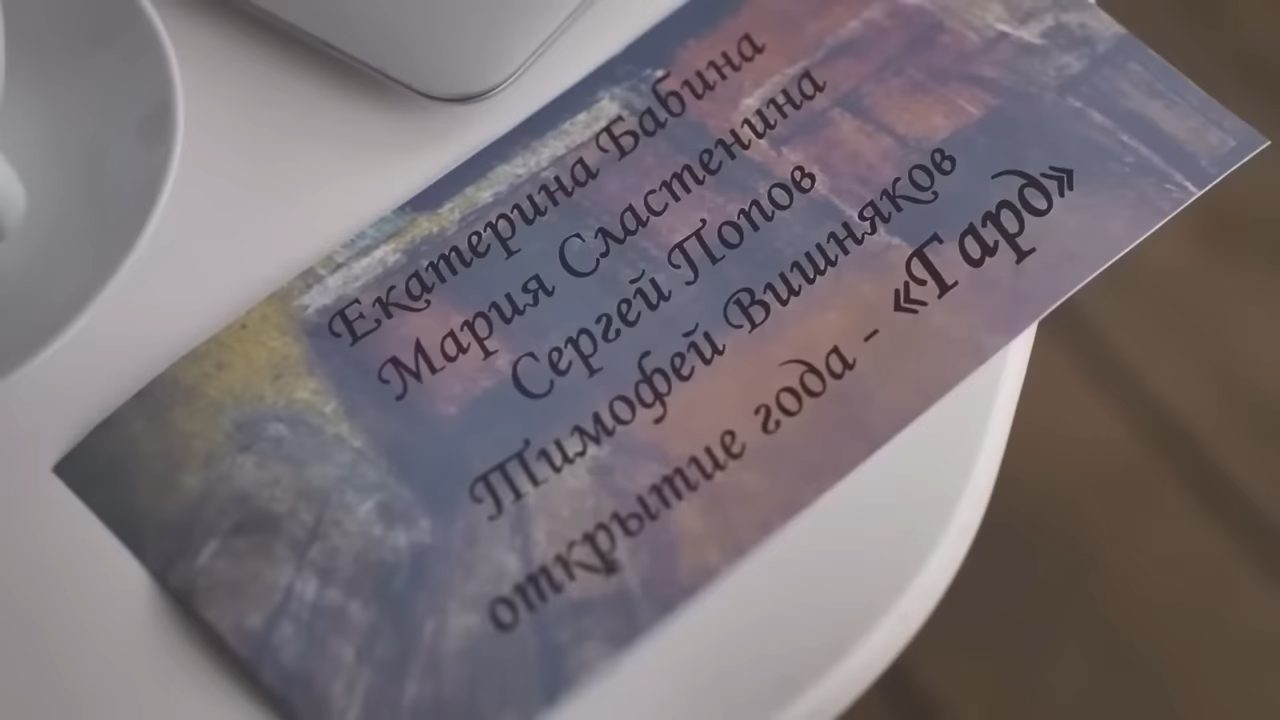 Екатерина Бабина
Мария Сластенина
Сергей Попов
Тимофей Вишняков
открытие года - «Гард»